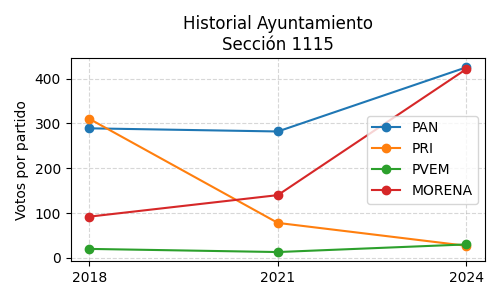 Historial Ayuntamiento
Sección 1115
Votos por partido
400
300
200
100
0
2018
2021
2024
PAN
PRI
PVEM
MORENA